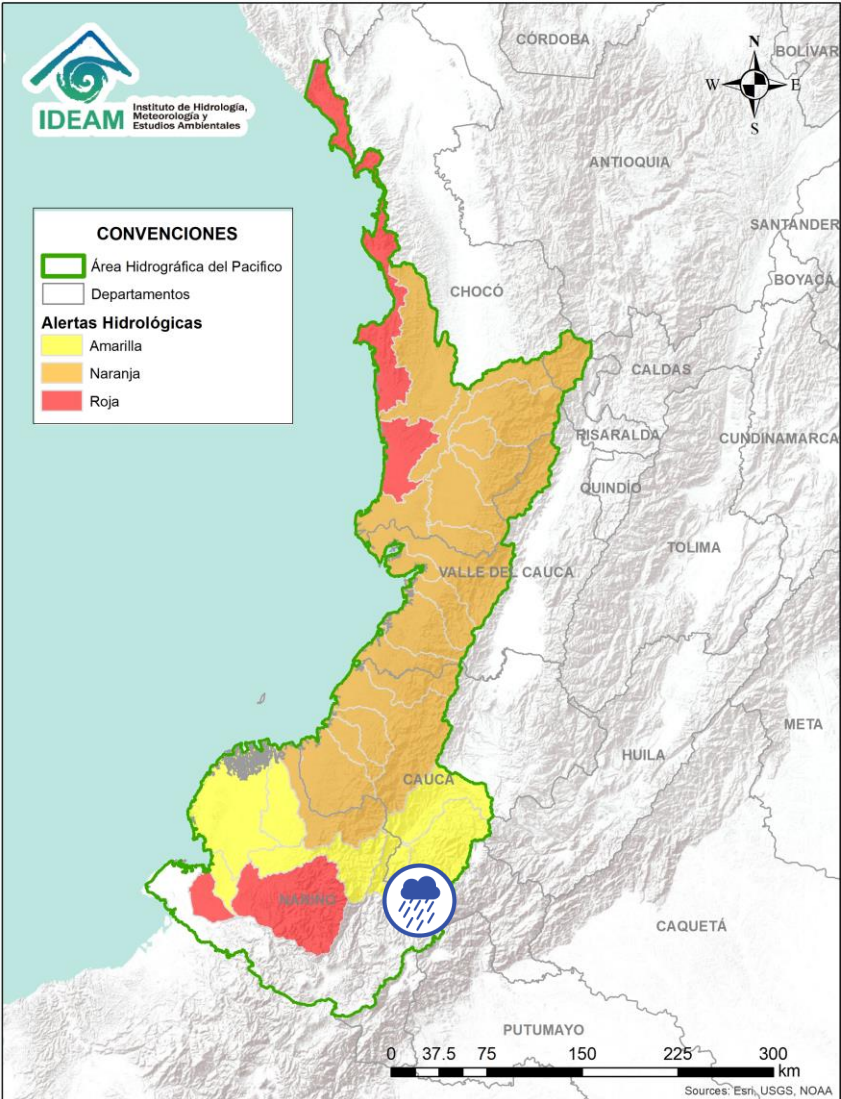 IDEAM
Instituto de Hidrología,
Meteorología y
Estudios Ambientales
CÓRDOBA
BOLÍVAR
N
W
E
S
ANTIOQUIA
SANTANDER
BOYACÁ
CHOCÓ
CONVENCIONES
Área Hidrográfica del Pacifico
Departamentos
Alertas Hidrológicas
Amarilla
Naranja
Roja
CALDAS
RISARALDA
CUNDINAMARCA
QUINDÍO
TOLIMA
VALLE DEL CAUCA
META
HUILA
CAUCA
NARIÑO
CAQUETÁ
PUTUMAYO
0 37.5 75 150 225 300
km
Sources: Esri, USGS, NOAA